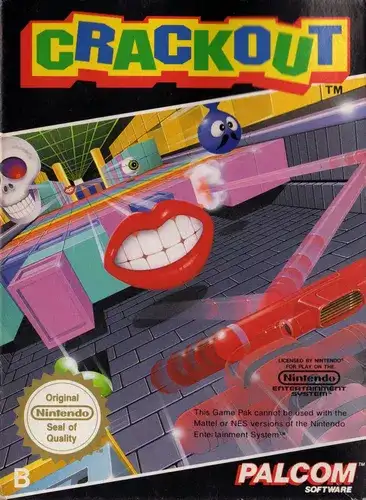 CRACKOUT
TM
LICENSED BY NINTENDO®
FOR PLAY ON THE
Nintendo
ENTERTAINMENT
SYSTEM™
Original
Nintendo
Seal of
Quality
This Game Pak cannot be used with the
Mattel or NES versions of the Nintendo
Entertainment System™
B
PALCOM
SOFTWARE